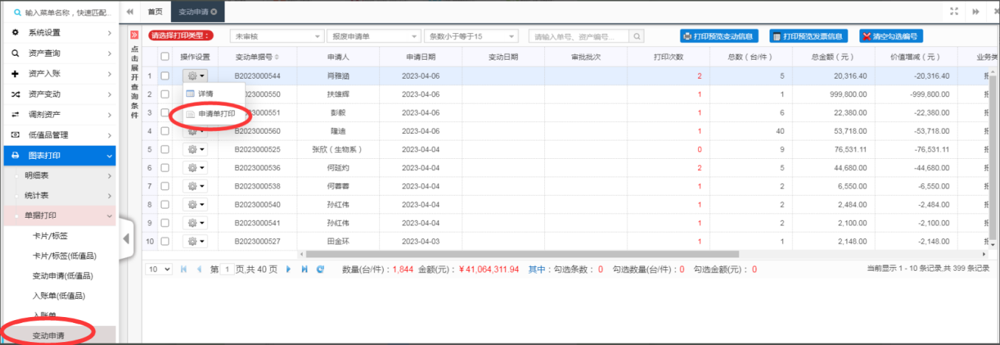 输入菜单名称，快速匹配...
首页
变动申请
系统设置
资产查询
资产入账
资产变动
调剂资产
低值品管理
图表打印
明细表
统计表
单据打印
卡片/标签
卡片/标签(低值品)
变动申请(低值品)
入账单(低值品)
入账单
变动申请
点击展开查询条件
请选择打印类型：
未审核
报废申请单
条数小于等于15
请输入单号、资产编号...
打印预览变动信息
打印预览发票信息
清空勾选编号
操作设置 变动单据号 申请人 申请日期 变动日期 审批批次 打印次数 总数（台/件） 总金额（元） 价值增减（元） 业务类
1 B2023000544 肖雅涵 2023-04-06 2 5 20,316.40 -20,316.40 报
详情
申请单打印
2 B2023000550 扶雄辉 2023-04-06 1 1 999,800.00 -999,800.00 报
3 B2023000551 彭毅 2023-04-06 1 6 22,380.00 -22,380.00 报
4 B2023000560 隆迪 2023-04-06 1 40 53,718.00 -53,718.00 报
5 B2023000525 张欣（生物系） 2023-04-04 0 9 76,531.11 -76,531.11 报
6 B2023000536 何延灼 2023-04-04 2 5 44,680.00 -44,680.00 报
7 B2023000538 何蓉蓉 2023-04-04 1 2 6,550.00 -6,550.00 报
8 B2023000540 孙红伟 2023-04-04 1 2 2,484.00 -2,484.00 报
9 B2023000541 孙红伟 2023-04-04 1 2 2,100.00 -2,100.00 报
10 B2023000527 田金环 2023-04-03 1 1 2,148.00 -2,148.00 报
10 第 1 页,共 40 页 数量(台/件)：1,844 金额(元)：￥41,064,311.94 其中：勾选条数：0 勾选数量(台/件)：0 勾选金额(元)：0 当前显示 1 - 10 条记录,共 399 条记录